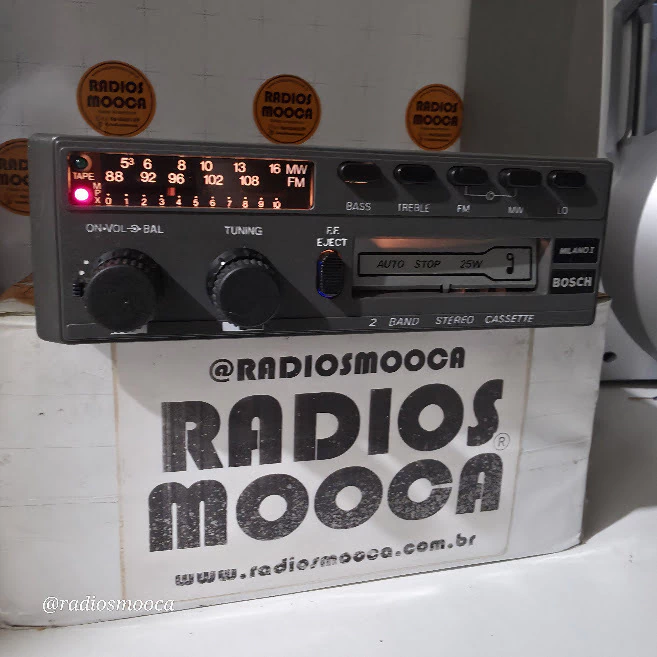 RADIOS
MOOCA
RADIOS
MOOCA
RADIOS
MOOCA
5³ 6 8 10 13 16 MW
TAPE
88 92 96 102 108 FM
MPX
0 1 2 3 4 5 6 7 8 9 10
BASS TREBLE FM MW LO
ON-VOL BAL
TUNING
F.F.
EJECT
AUTO STOP 25W
MILANO I
BOSCH
2 BAND STEREO CASSETTE
@RADIOSMOOCA
RADIOS
MOOCA®
www.radiosmooca.com.br
@radiosmooca